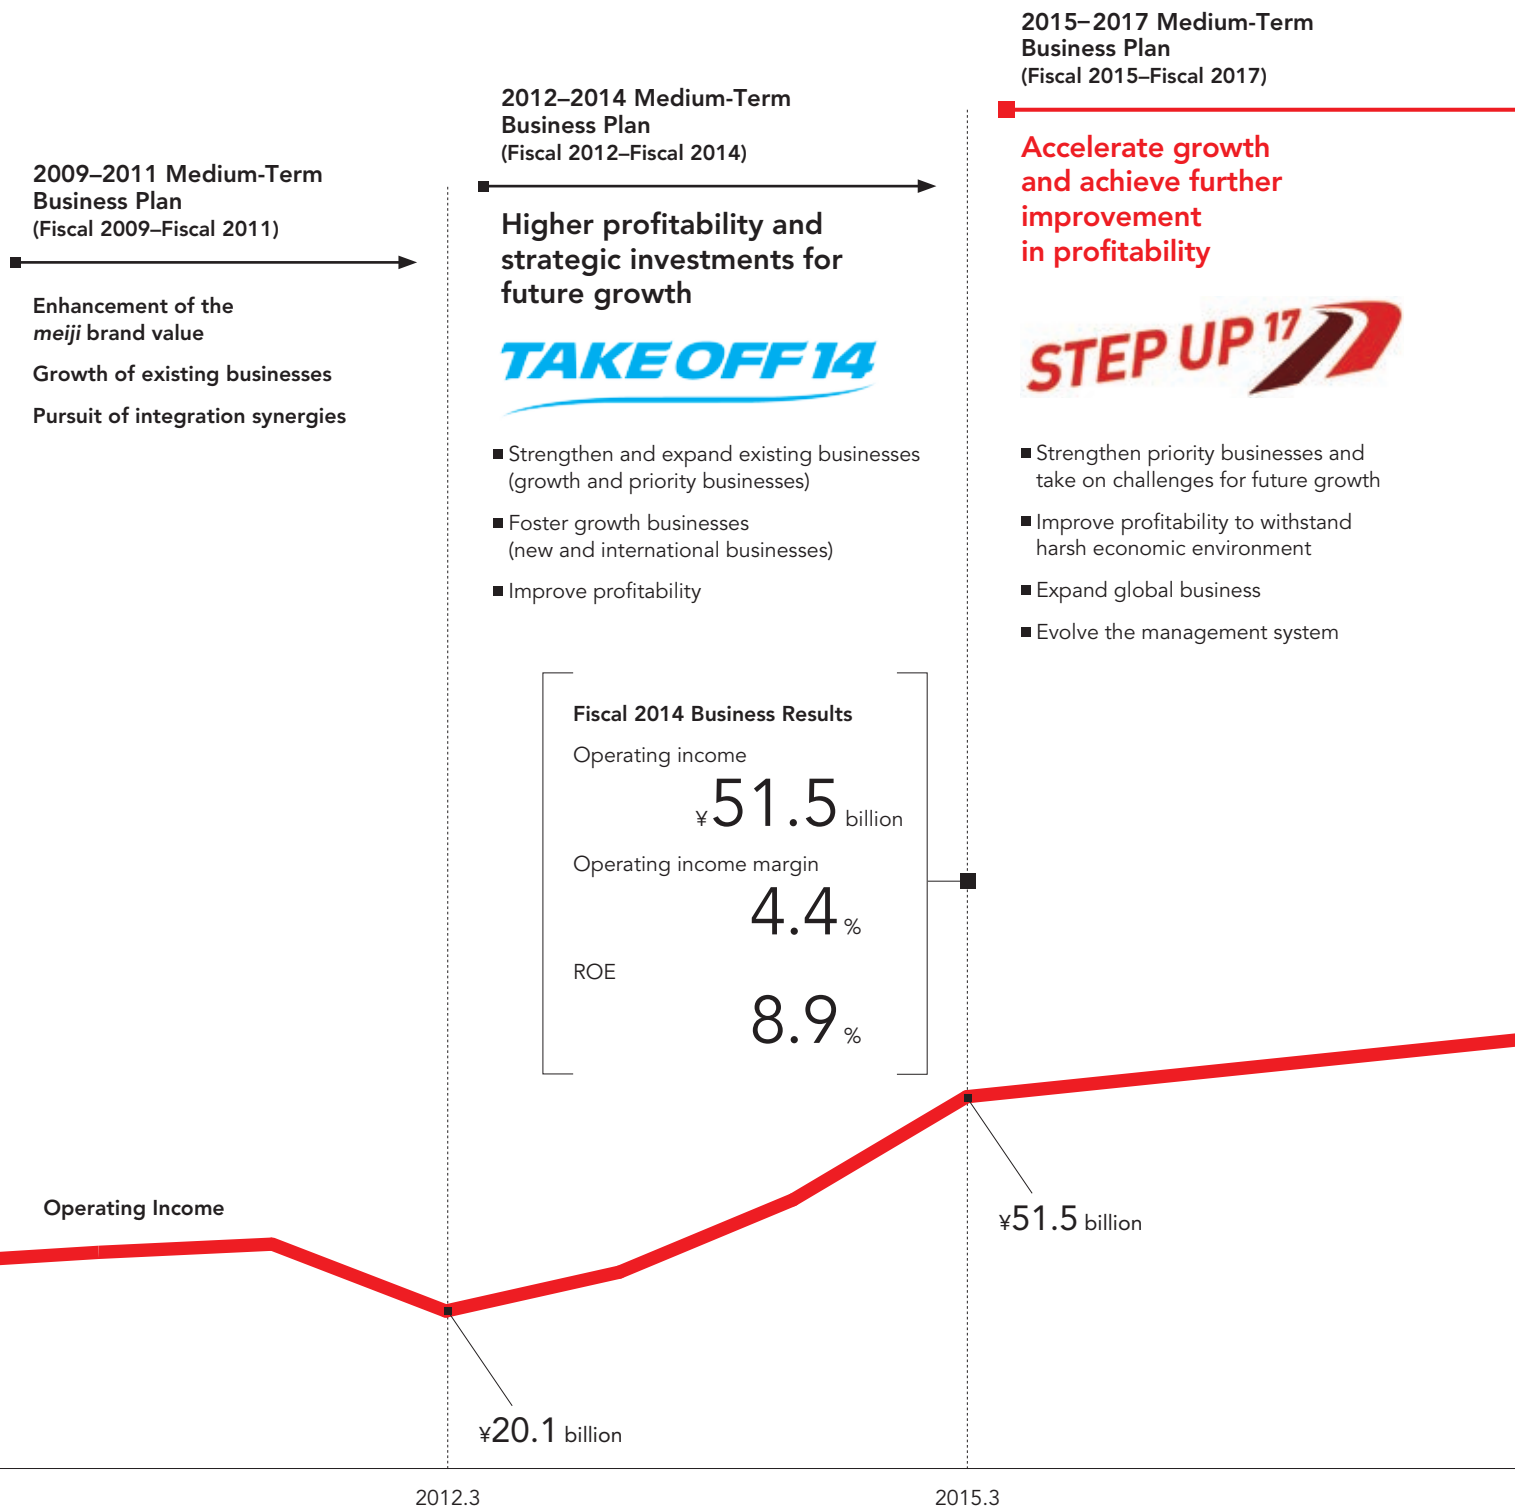 2009–2011 Medium-Term
Business Plan
(Fiscal 2009–Fiscal 2011)
Enhancement of the
meiji brand value
Growth of existing businesses
Pursuit of integration synergies
2012–2014 Medium-Term
Business Plan
(Fiscal 2012–Fiscal 2014)
Higher profitability and
strategic investments for
future growth
TAKE OFF 14
■ Strengthen and expand existing businesses
(growth and priority businesses)
■ Foster growth businesses
(new and international businesses)
■ Improve profitability
Fiscal 2014 Business Results
Operating income
¥51.5 billion
Operating income margin
4.4 %
ROE
8.9 %
2015–2017 Medium-Term
Business Plan
(Fiscal 2015–Fiscal 2017)
Accelerate growth
and achieve further
improvement
in profitability
STEP UP 17
■ Strengthen priority businesses and
take on challenges for future growth
■ Improve profitability to withstand
harsh economic environment
■ Expand global business
■ Evolve the management system
Operating Income
¥20.1 billion
¥51.5 billion
2012.3
2015.3